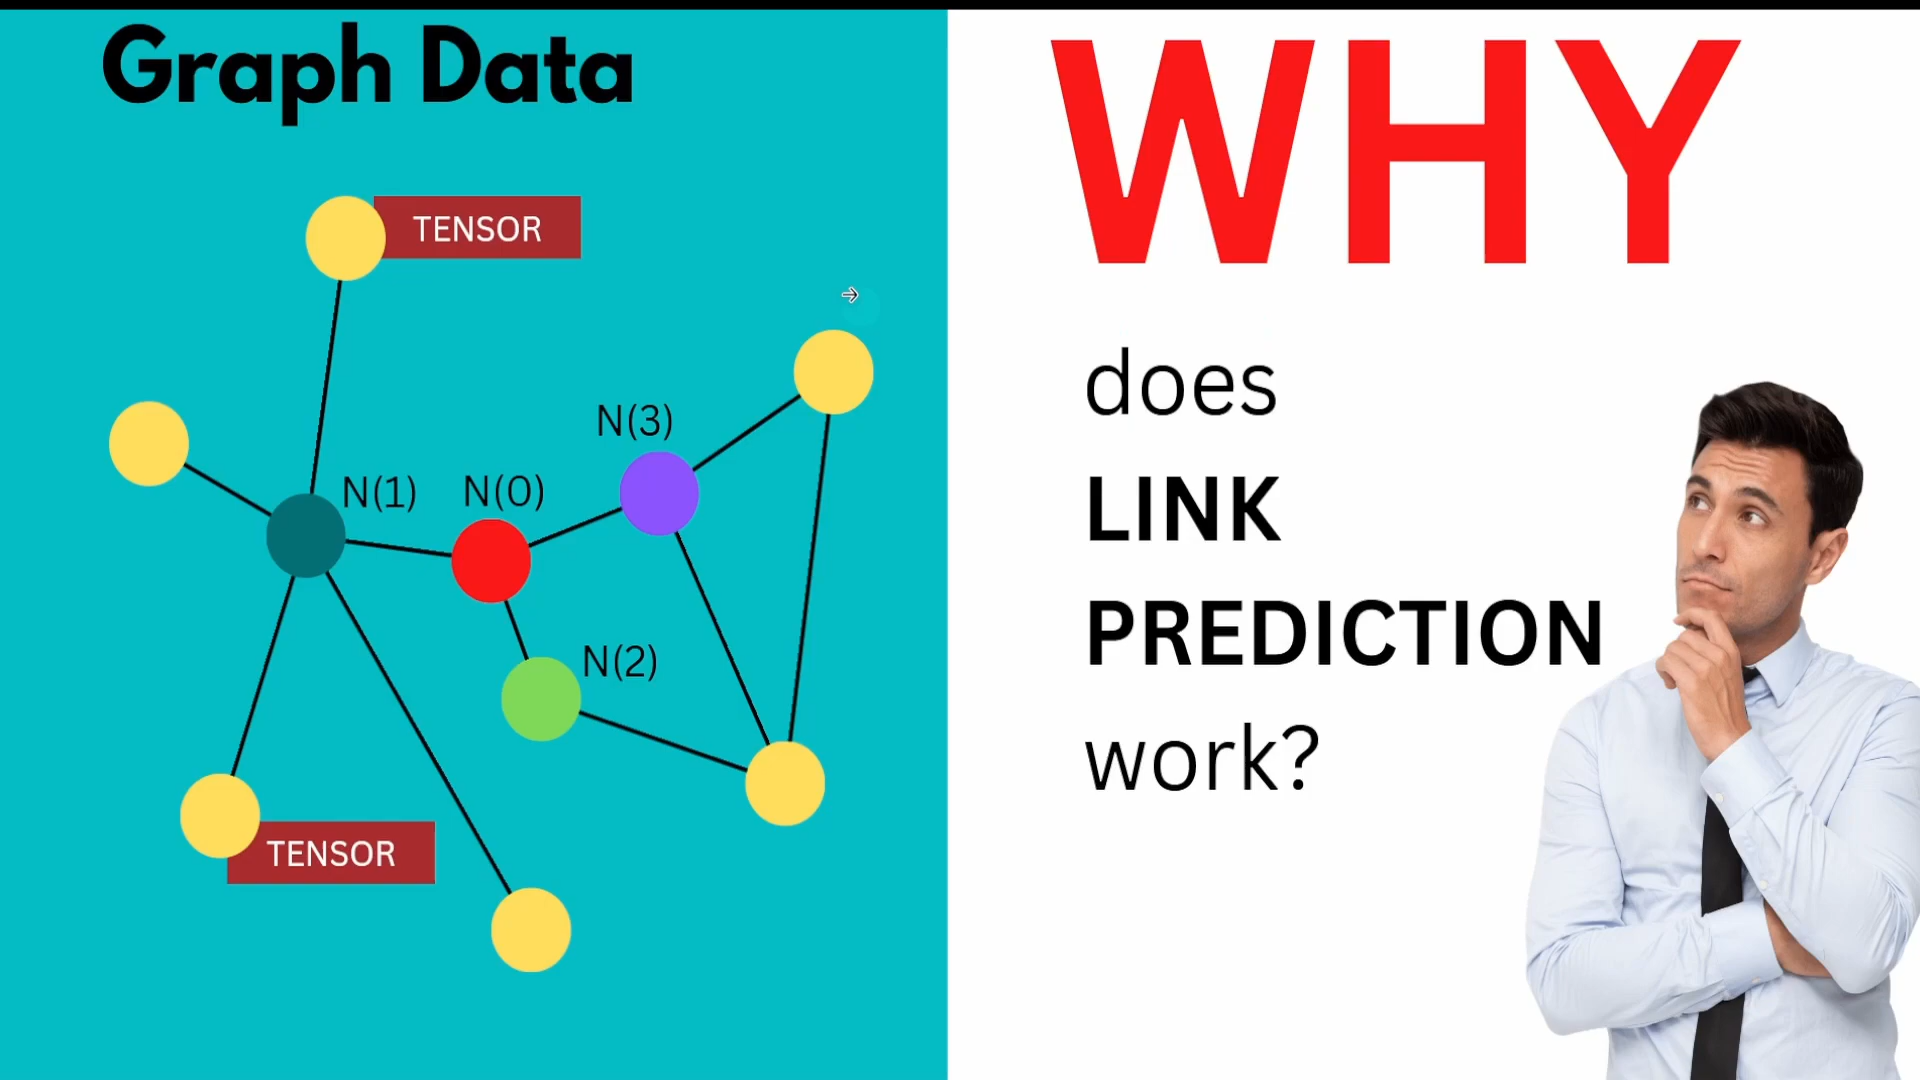 Graph Data
TENSOR
N(3)
N(1)
N(0)
N(2)
TENSOR
WHY
does
LINK
PREDICTION
work?